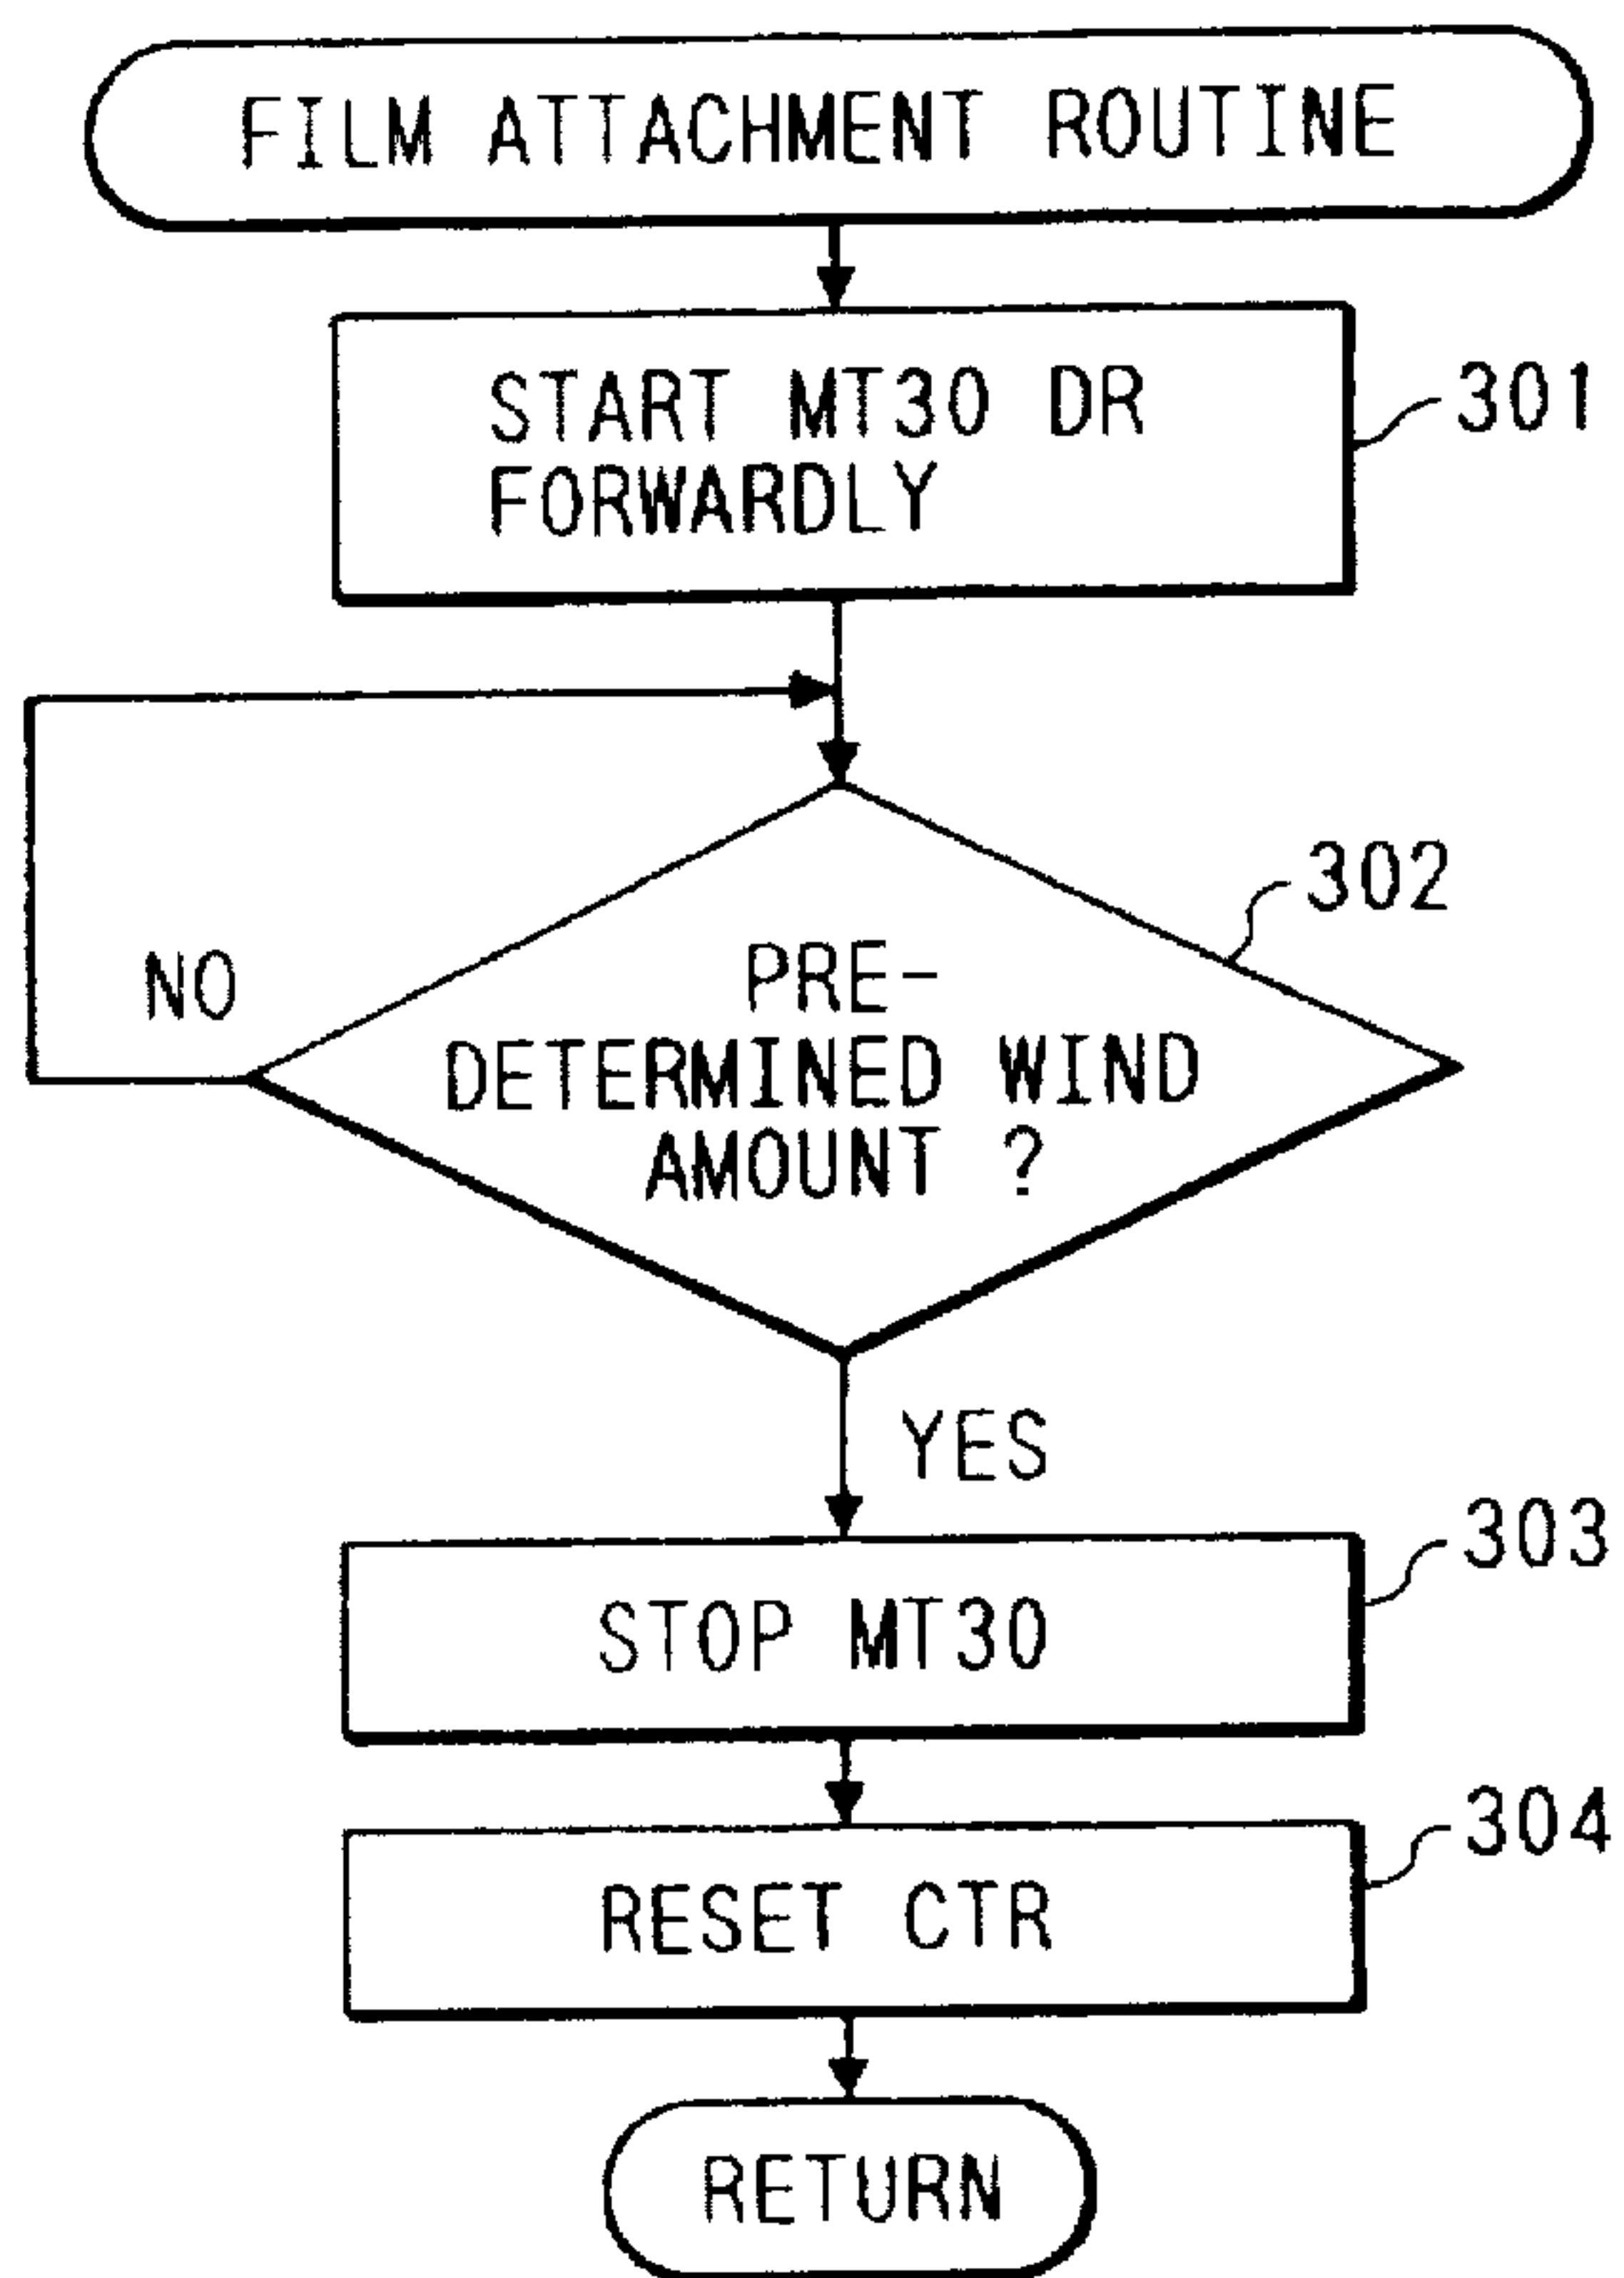 FILM ATTACHMENT ROUTINE
START MT30 DR
FORWARDLY
301
302
NO
PRE-
DETERMINED WIND
AMOUNT ?
YES
303
STOP MT30
304
RESET CTR
RETURN